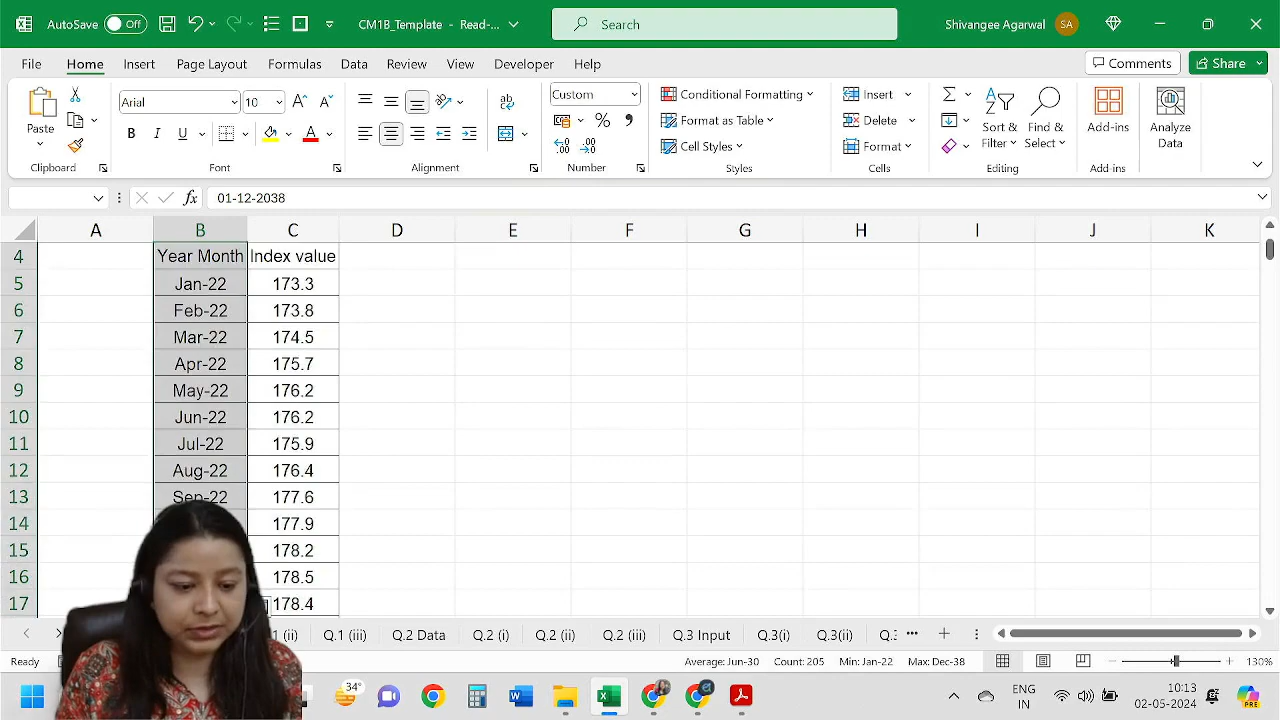 AutoSave Off CM1B_Template - Read-... Search Shivangee Agarwal SA
File Home Insert Page Layout Formulas Data Review View Developer Help Comments Share
Paste Arial 10 Custom Conditional Formatting Format as Table Cell Styles Insert Delete Format Sort & Filter Find & Select Add-ins Analyze Data
Clipboard Font Alignment Number Styles Cells Editing Add-ins
fx 01-12-2038
A B C D E F G H I J K
4 Year Month Index value
5 Jan-22 173.3
6 Feb-22 173.8
7 Mar-22 174.5
8 Apr-22 175.7
9 May-22 176.2
10 Jun-22 176.2
11 Jul-22 175.9
12 Aug-22 176.4
13 Sep-22 177.6
14 177.9
15 178.2
16 178.5
17 178.4
(ii) Q.1 (iii) Q.2 Data Q.2 (i) Q.2 (ii) Q.2 (iii) Q.3 Input Q.3(i) Q.3(ii)
Ready Average: Jun-30 Count: 205 Min: Jan-22 Max: Dec-38 130%
34° ENG 10:13
IN 02-05-2024
PRE